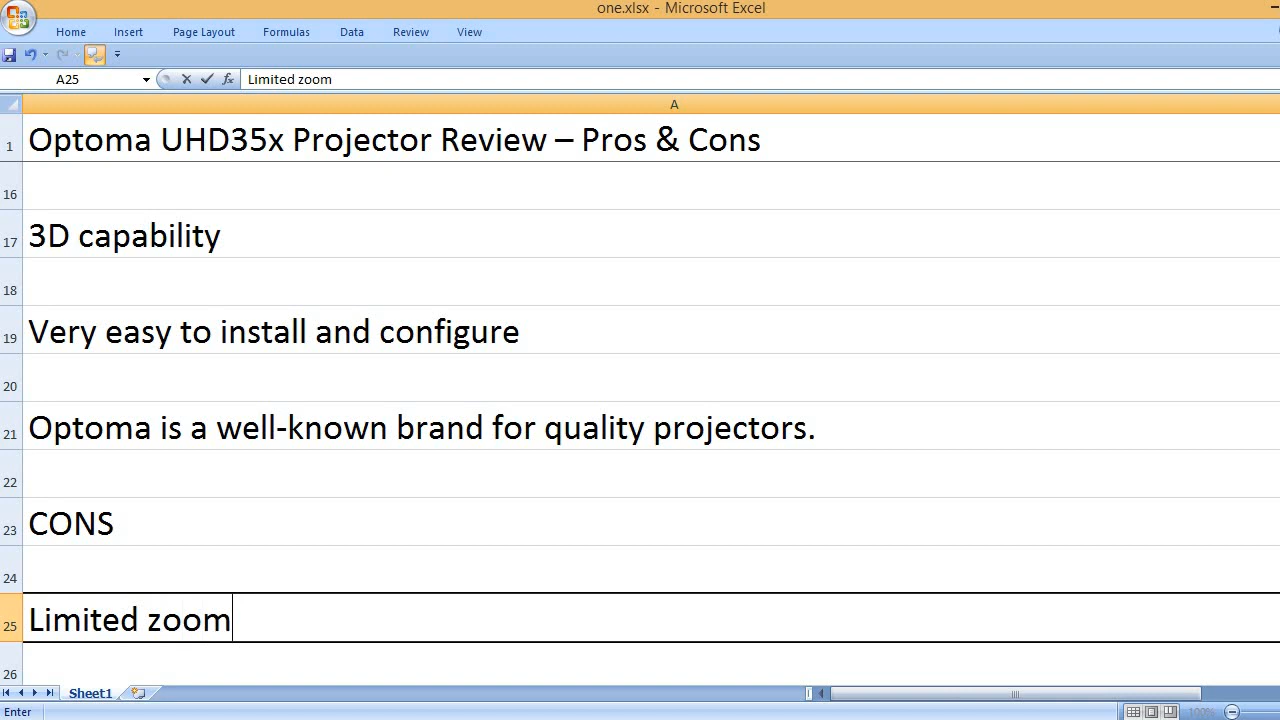 one.xlsx - Microsoft Excel
Home Insert Page Layout Formulas Data Review View
A25 fx Limited zoom
A
1 Optoma UHD35x Projector Review – Pros & Cons
16
17 3D capability
18
19 Very easy to install and configure
20
21 Optoma is a well-known brand for quality projectors.
22
23 CONS
24
25 Limited zoom
26
Sheet1
Enter 100%